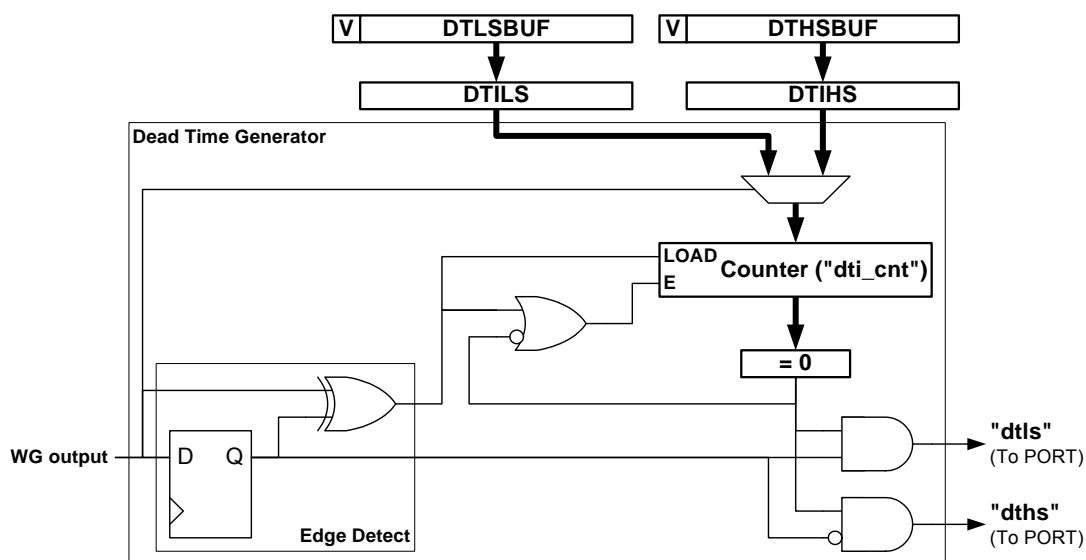 V DTLSBUF
V DTHSBUF
DTILS
DTIHS
Dead Time Generator
LOAD
Counter ("dti_cnt")
E
= 0
"dtls"
(To PORT)
WG output
D Q
"dths"
(To PORT)
Edge Detect